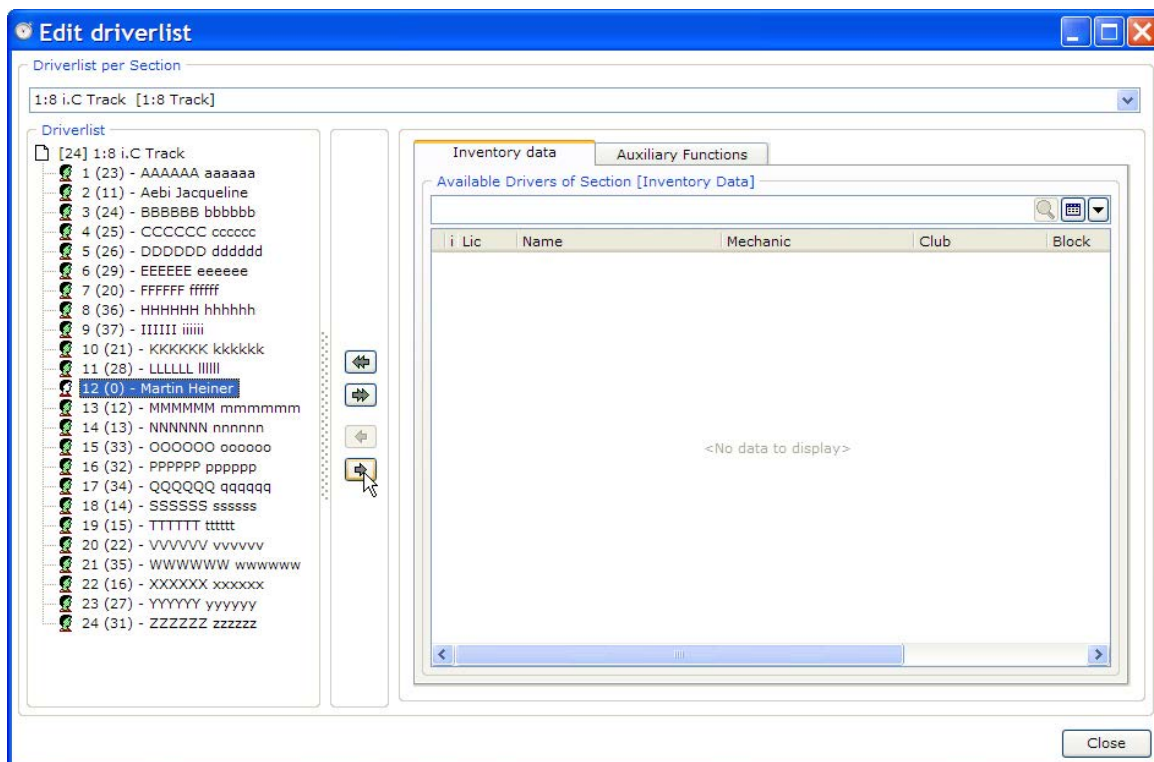 Edit driverlist
Driverlist per Section
1:8 i.C Track [1:8 Track]
Driverlist
[24] 1:8 i.C Track
1 (23) - AAAAAA aaaaaa
2 (11) - Aebi Jacqueline
3 (24) - BBBBBB bbbbbb
4 (25) - CCCCCC cccccc
5 (26) - DDDDDD dddddd
6 (29) - EEEEEE eeeeee
7 (20) - FFFFFF ffffff
8 (36) - HHHHHH hhhhhh
9 (37) - IIIIII iiiiii
10 (21) - KKKKKK kkkkkk
11 (28) - LLLLLL llllll
12 (0) - Martin Heiner
13 (12) - MMMMMM mmmmmm
14 (13) - NNNNNN nnnnnn
15 (33) - OOOOOO oooooo
16 (32) - PPPPPP pppppp
17 (34) - QQQQQQ qqqqqq
18 (14) - SSSSSS ssssss
19 (15) - TTTTTT tttttt
20 (22) - VVVVVV vvvvvv
21 (35) - WWWWWW wwwwww
22 (16) - XXXXXX xxxxxx
23 (27) - YYYYYY yyyyyy
24 (31) - ZZZZZZ zzzzzz
Inventory data Auxiliary Functions
Available Drivers of Section [Inventory Data]
i Lic Name Mechanic Club Block
<No data to display>
Close